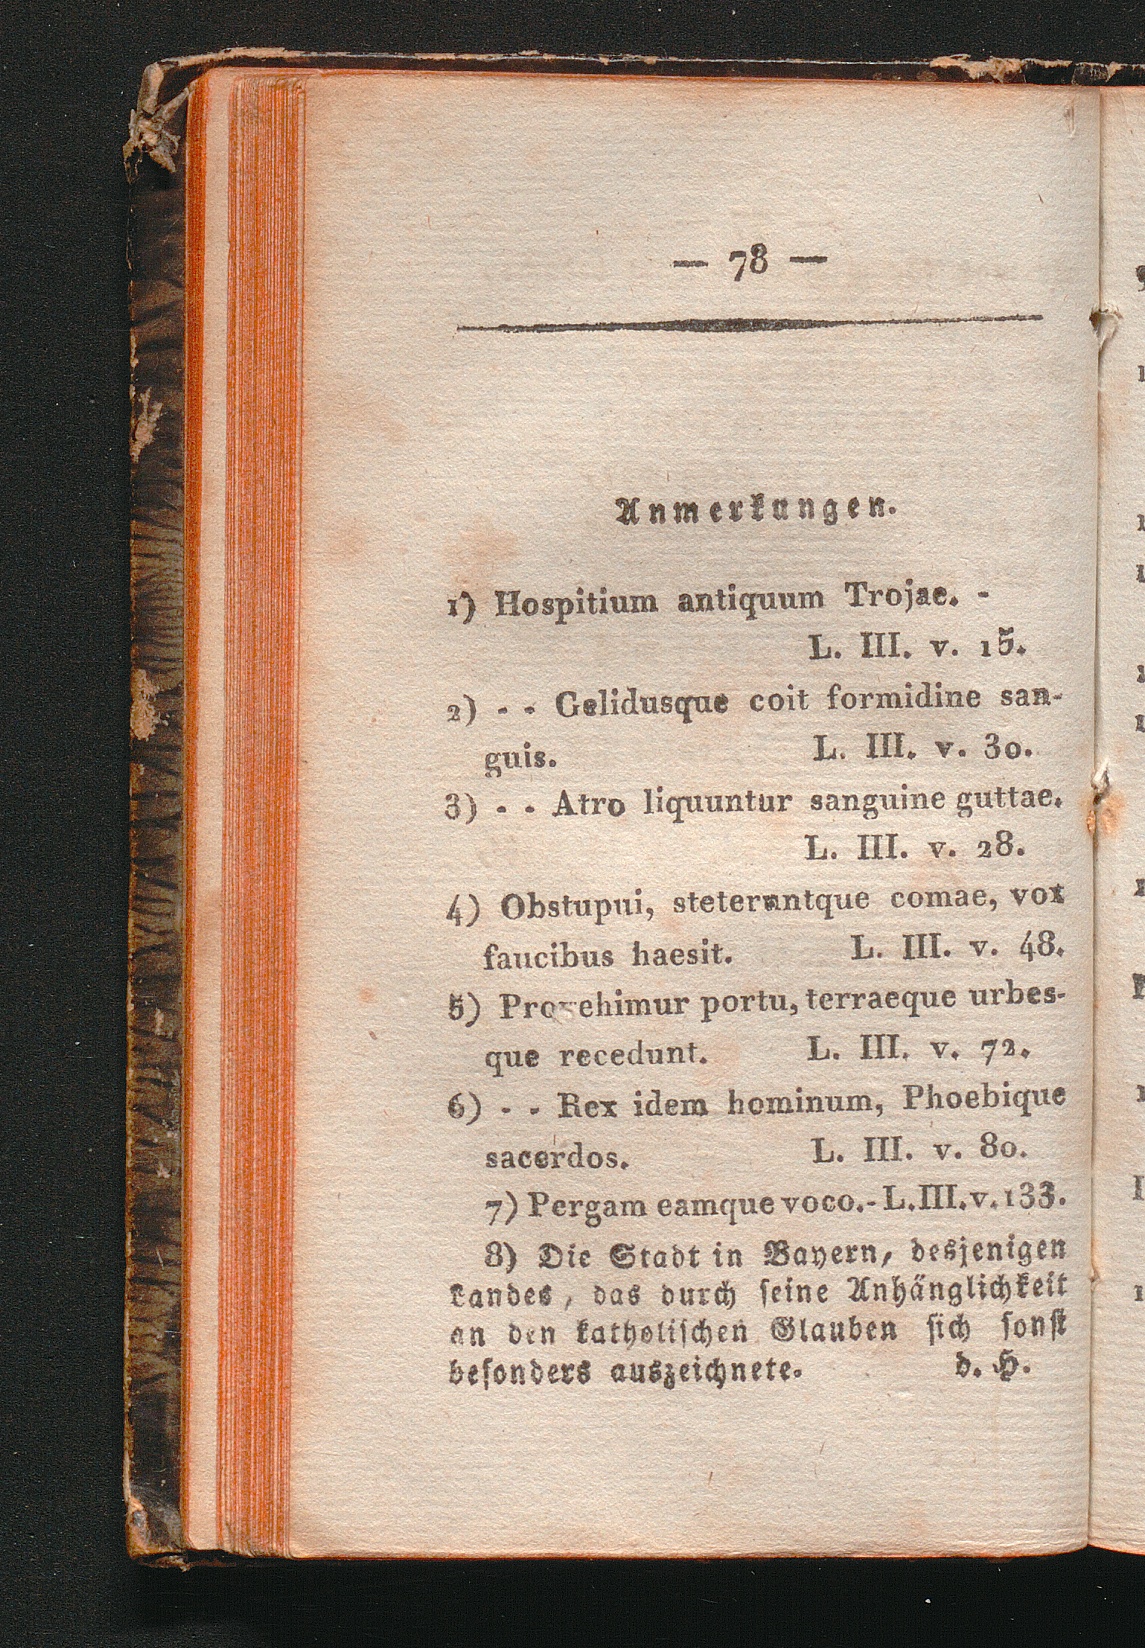 — 78 —
Anmerkungen.
1) Hospitium antiquum Trojae. -
L. III. v. 15.
2) - - Gelidusque coit formidine san-
guis. L. III. v. 30.
3) - - Atro liquuntur sanguine guttae.
L. III. v. 28.
4) Obstupui, steteruntque comae, vox
faucibus haesit. L. III. v. 48.
5) Provehimur portu, terraeque urbes-
que recedunt. L. III. v. 72.
6) - - Rex idem hominum, Phoebique
sacerdos. L. III. v. 80.
7) Pergam eamque voco.- L.III.v.133.
8) Die Stadt in Bayern, desjenigen
Landes, das durch seine Anhänglichkeit
an den katholischen Glauben sich sonst
besonders auszeichnete. d. H.